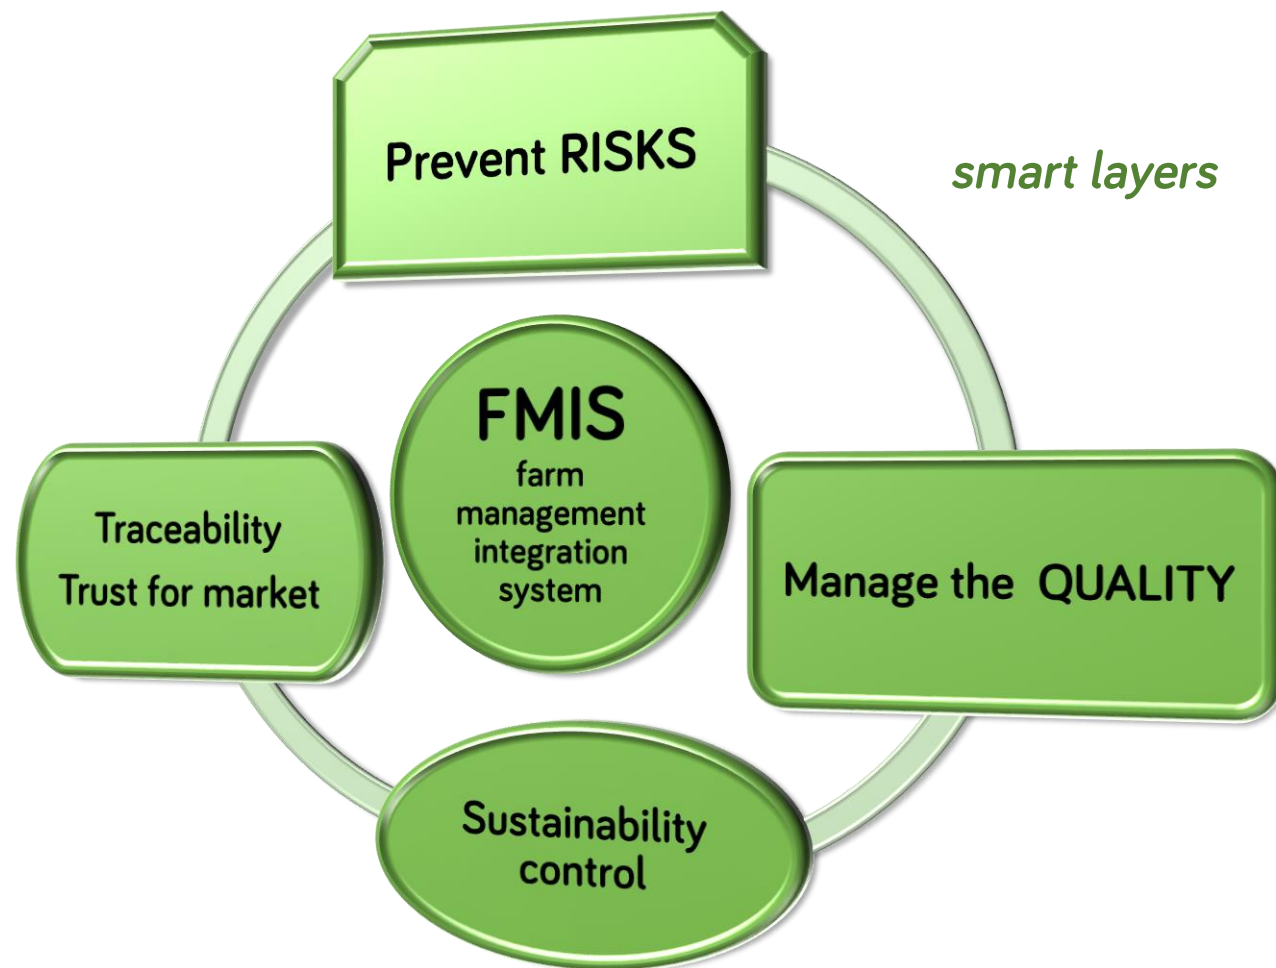 Prevent RISKS
smart layers
FMIS
farm
management
integration
system
Traceability
Trust for market
Manage the QUALITY
Sustainability
control